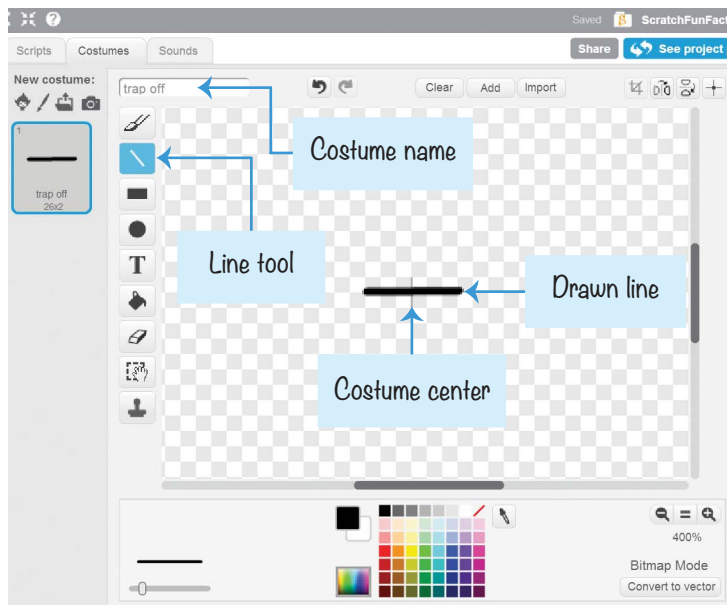 Saved ScratchFunFact
Scripts Costumes Sounds Share See project
New costume:
trap off Clear Add Import
1
trap off
26x2
Costume name
T
Line tool
Drawn line
Costume center
400%
Bitmap Mode
Convert to vector